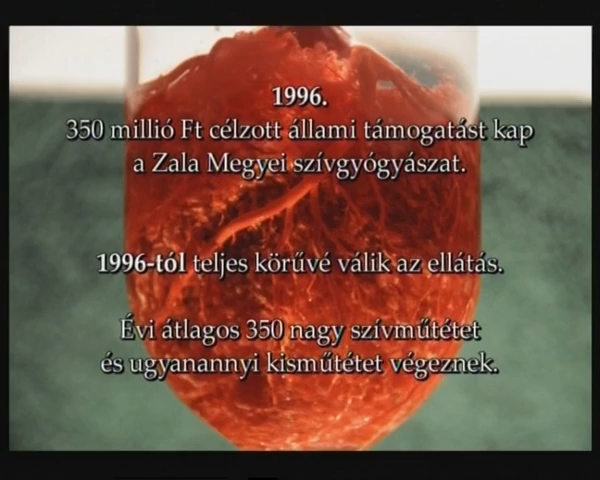 1996.
350 millió Ft célzott állami támogatást kap
a Zala Megyei szívgyógyászat.
1996-tól teljes körűvé válik az ellátás.
Évi átlagos 350 nagy szívműtétet
és ugyanannyi kisműtétet végeznek.